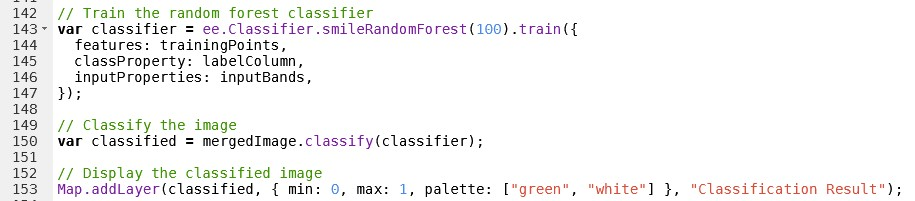 142 // Train the random forest classifier
143 var classifier = ee.Classifier.smileRandomForest(100).train({
144   features: trainingPoints,
145   classProperty: labelColumn,
146   inputProperties: inputBands,
147 });
148
149 // Classify the image
150 var classified = mergedImage.classify(classifier);
151
152 // Display the classified image
153 Map.addLayer(classified, { min: 0, max: 1, palette: ["green", "white"] }, "Classification Result");